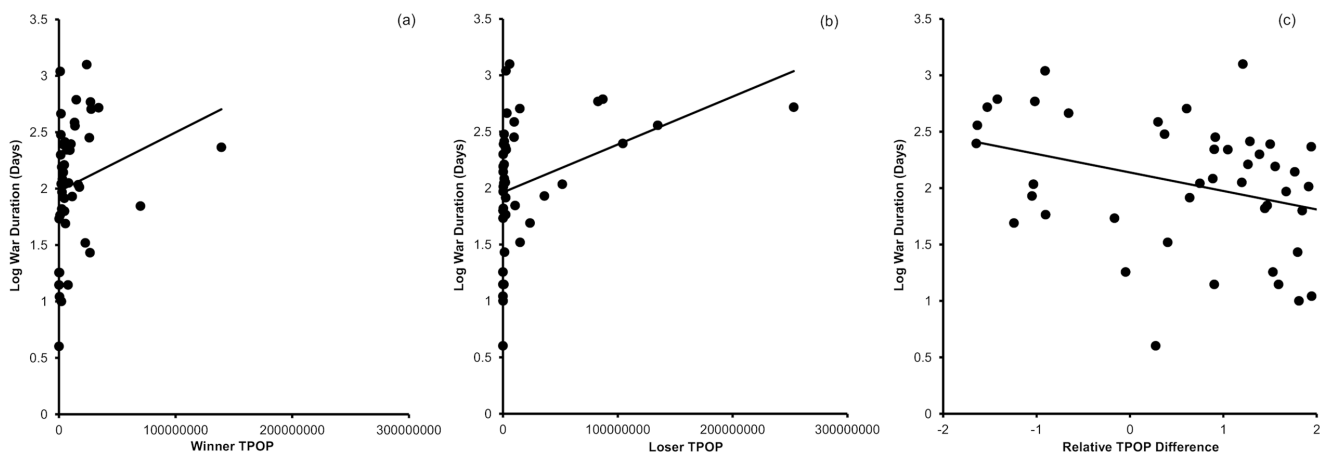 (a)
3.5
3
2.5
2
1.5
1
0.5
0
Log War Duration (Days)
0 100000000 200000000 300000000
Winner TPOP
(b)
3.5
3
2.5
2
1.5
1
0.5
0
Log War Duration (Days)
0 100000000 200000000 300000000
Loser TPOP
(c)
3.5
3
2.5
2
1.5
1
0.5
0
Log War Duration (Days)
-2 -1 0 1 2
Relative TPOP Difference